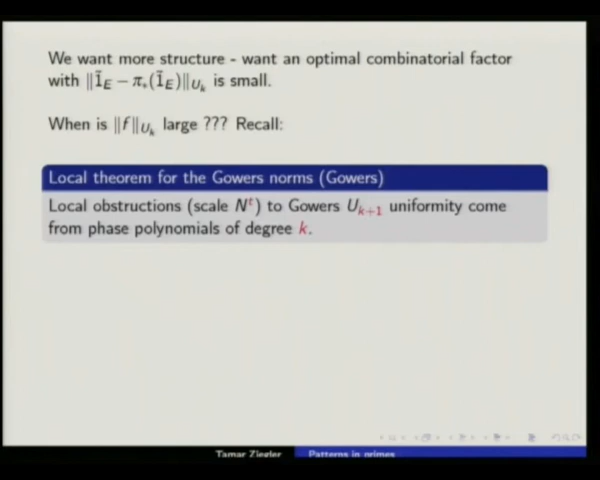 We want more structure - want an optimal combinatorial factor
with ‖1̃_E − π₊(1̃_E)‖_{U_k} is small.
When is ‖f‖_{U_k} large ??? Recall:
Local theorem for the Gowers norms (Gowers)
Local obstructions (scale N^t) to Gowers U_{k+1} uniformity come
from phase polynomials of degree k.
Tamar Ziegler Patterns in primes